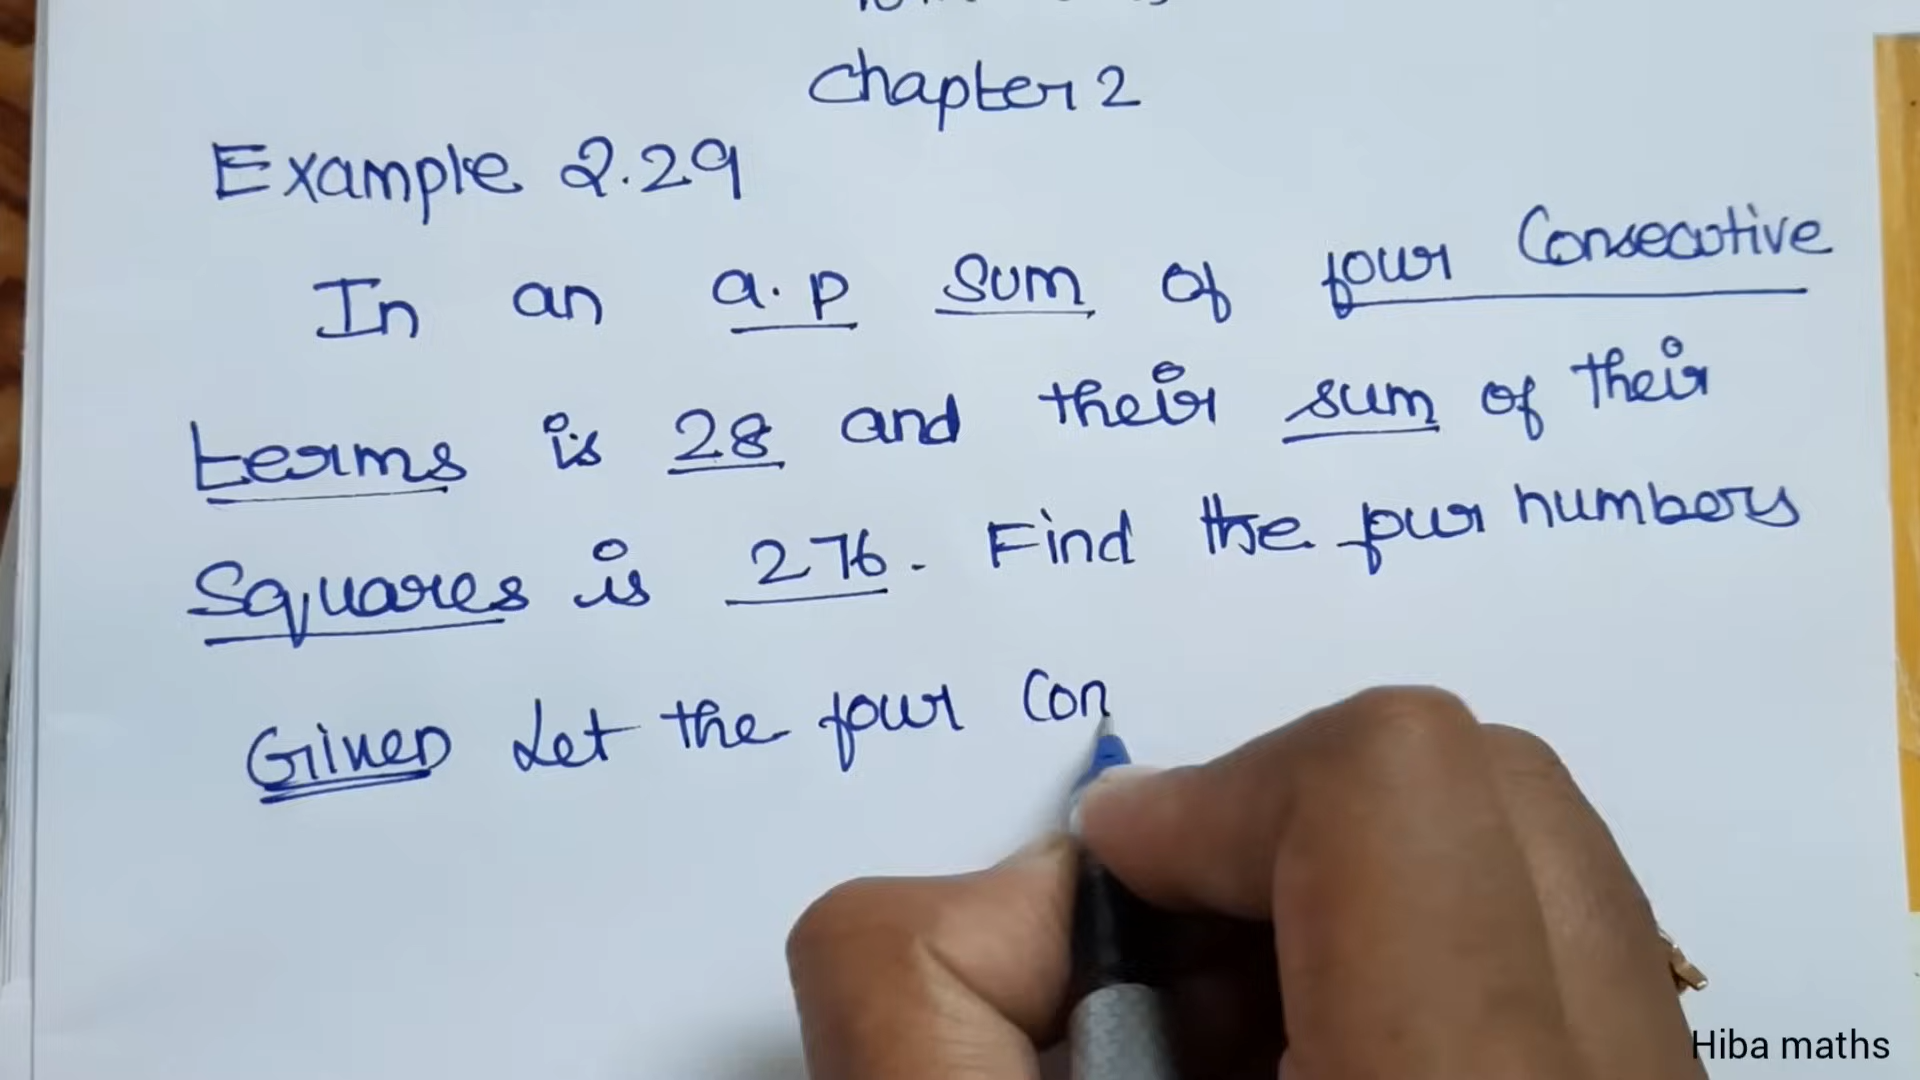 Chapter 2
Example 2.29
In an a.p sum of four Consecutive
terms is 28 and their sum of their
Squares is 276. Find the four numbers
Given Let the four Con
Hiba maths